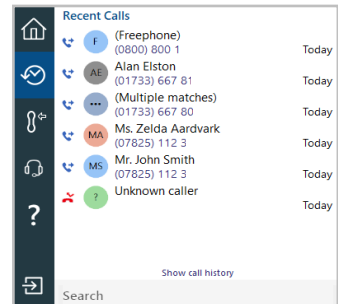 Recent Calls
F (Freephone)
(0800) 800 1 Today
AE Alan Elston
(01733) 667 81 Today
... (Multiple matches)
(01733) 667 80 Today
MA Ms. Zelda Aardvark
(07825) 112 3 Today
MS Mr. John Smith
(07825) 112 3 Today
? Unknown caller
Today
?
Show call history
Search